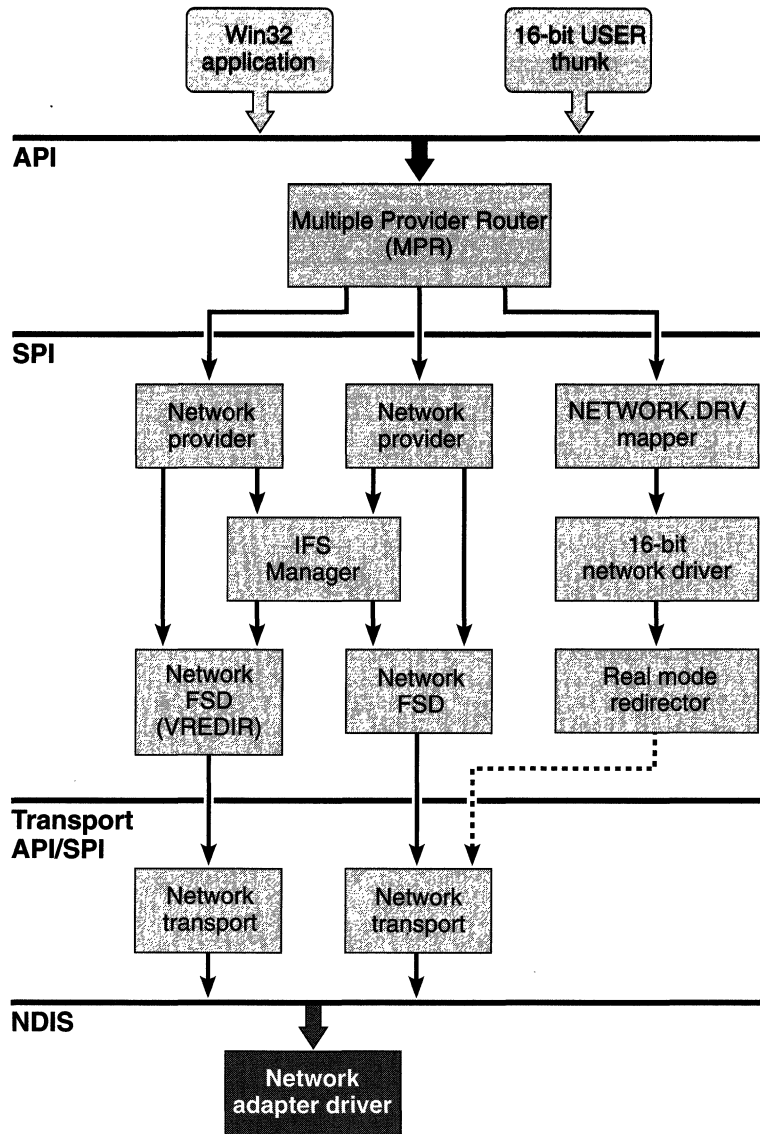 Win32
application
16-bit USER
thunk
API
Multiple Provider Router
(MPR)
SPI
Network
provider
Network
provider
NETWORK.DRV
mapper
IFS
Manager
16-bit
network driver
Network
FSD
(VREDIR)
Network
FSD
Real mode
redirector
Transport
API/SPI
Network
transport
Network
transport
NDIS
Network
adapter driver